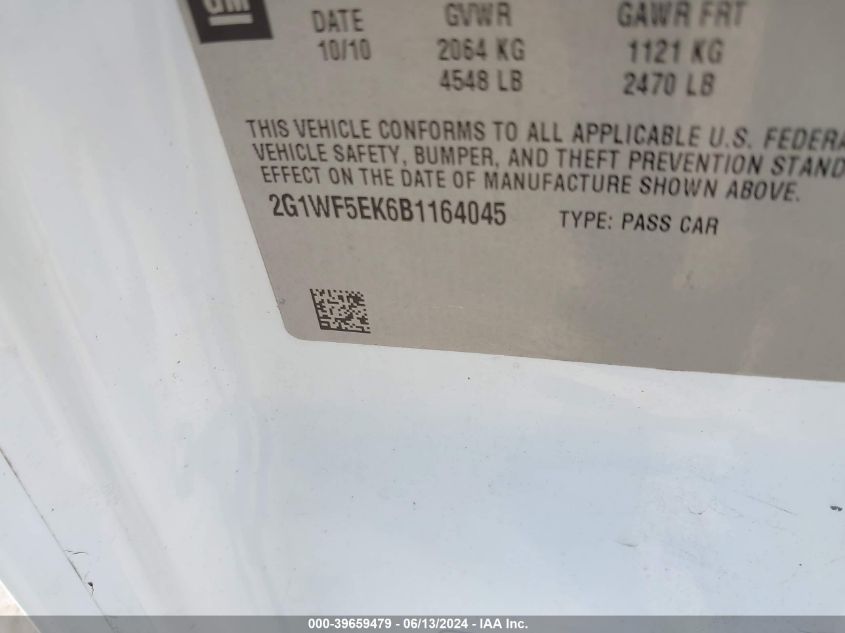 GM
DATE GVWR GAWR FRT
10/10 2064 KG 1121 KG
4548 LB 2470 LB
THIS VEHICLE CONFORMS TO ALL APPLICABLE U.S. FEDERA
VEHICLE SAFETY, BUMPER, AND THEFT PREVENTION STAND
EFFECT ON THE DATE OF MANUFACTURE SHOWN ABOVE.
2G1WF5EK6B1164045 TYPE: PASS CAR
000-39659479 - 06/13/2024 - IAA Inc.